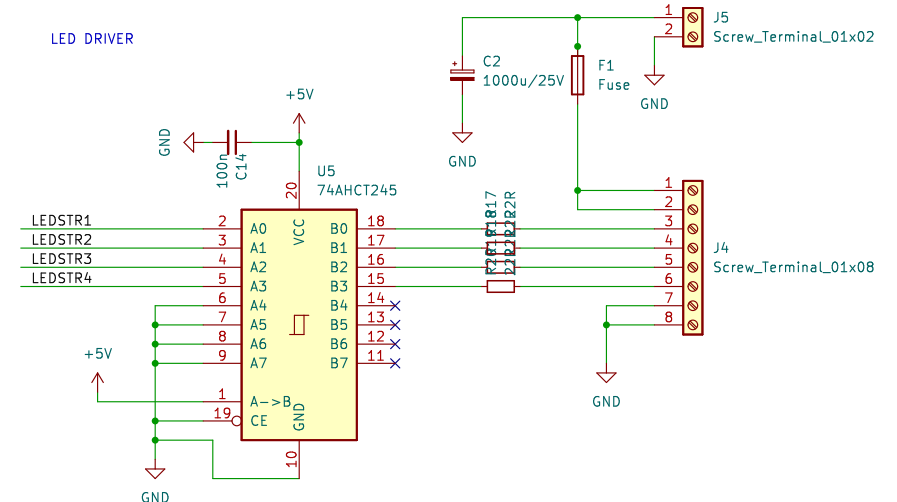 LED DRIVER
1
J5
2
Screw_Terminal_01x02
C2
1000u/25V
+
F1
Fuse
GND
GND
+5V
GND
100n
C14
U5
74AHCT245
20
VCC
LEDSTR1
2
A0
B0
18
LEDSTR2
3
A1
B1
17
LEDSTR3
4
A2
B2
16
LEDSTR4
5
A3
B3
15
6
A4
B4
14
7
A5
B5
13
8
A6
B6
12
9
A7
B7
11
+5V
1
A->B
19
CE
GND
10
GND
1
2
3
4
5
6
7
8
J4
Screw_Terminal_01x08
GND